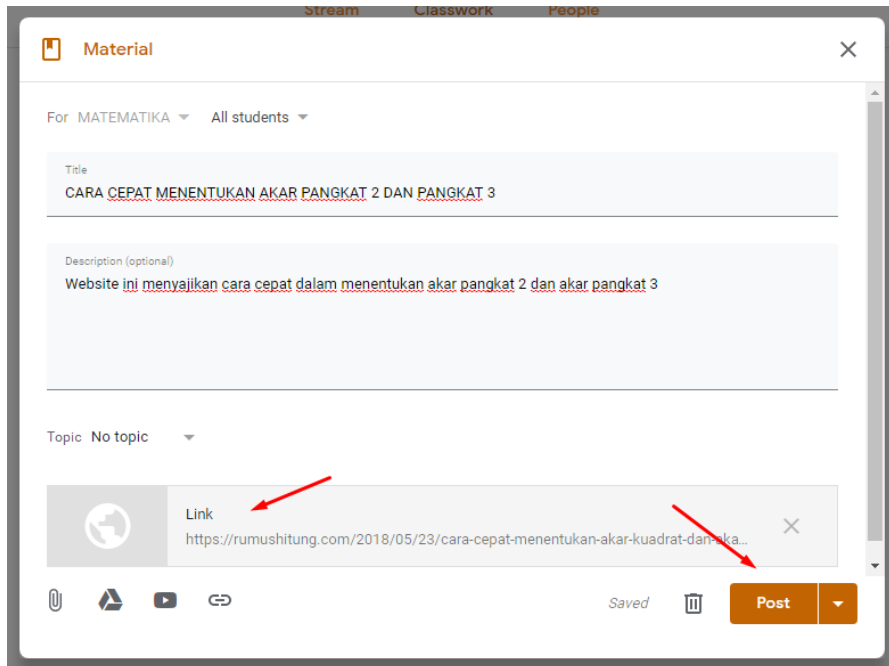 Stream Classwork People
Material
For MATEMATIKA All students
Title
CARA CEPAT MENENTUKAN AKAR PANGKAT 2 DAN PANGKAT 3
Description (optional)
Website ini menyajikan cara cepat dalam menentukan akar pangkat 2 dan akar pangkat 3
Topic No topic
Link
https://rumushitung.com/2018/05/23/cara-cepat-menentukan-akar-kuadrat-dan-aka...
Saved Post